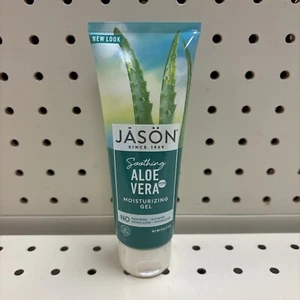 NEW LOOK
JĀSÖN
SINCE 1959
Soothing
ALOE
VERA
MOISTURIZING
GEL
NO